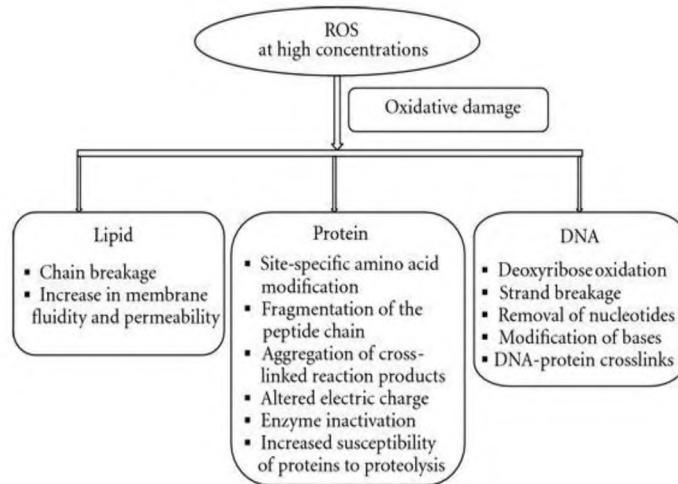 ROS
at high concentrations
Oxidative damage
Lipid
▪ Chain breakage
▪ Increase in membrane
fluidity and permeability
Protein
▪ Site-specific amino acid
modification
▪ Fragmentation of the
peptide chain
▪ Aggregation of cross-
linked reaction products
▪ Altered electric charge
▪ Enzyme inactivation
▪ Increased susceptibility
of proteins to proteolysis
DNA
▪ Deoxyribose oxidation
▪ Strand breakage
▪ Removal of nucleotides
▪ Modification of bases
▪ DNA-protein crosslinks